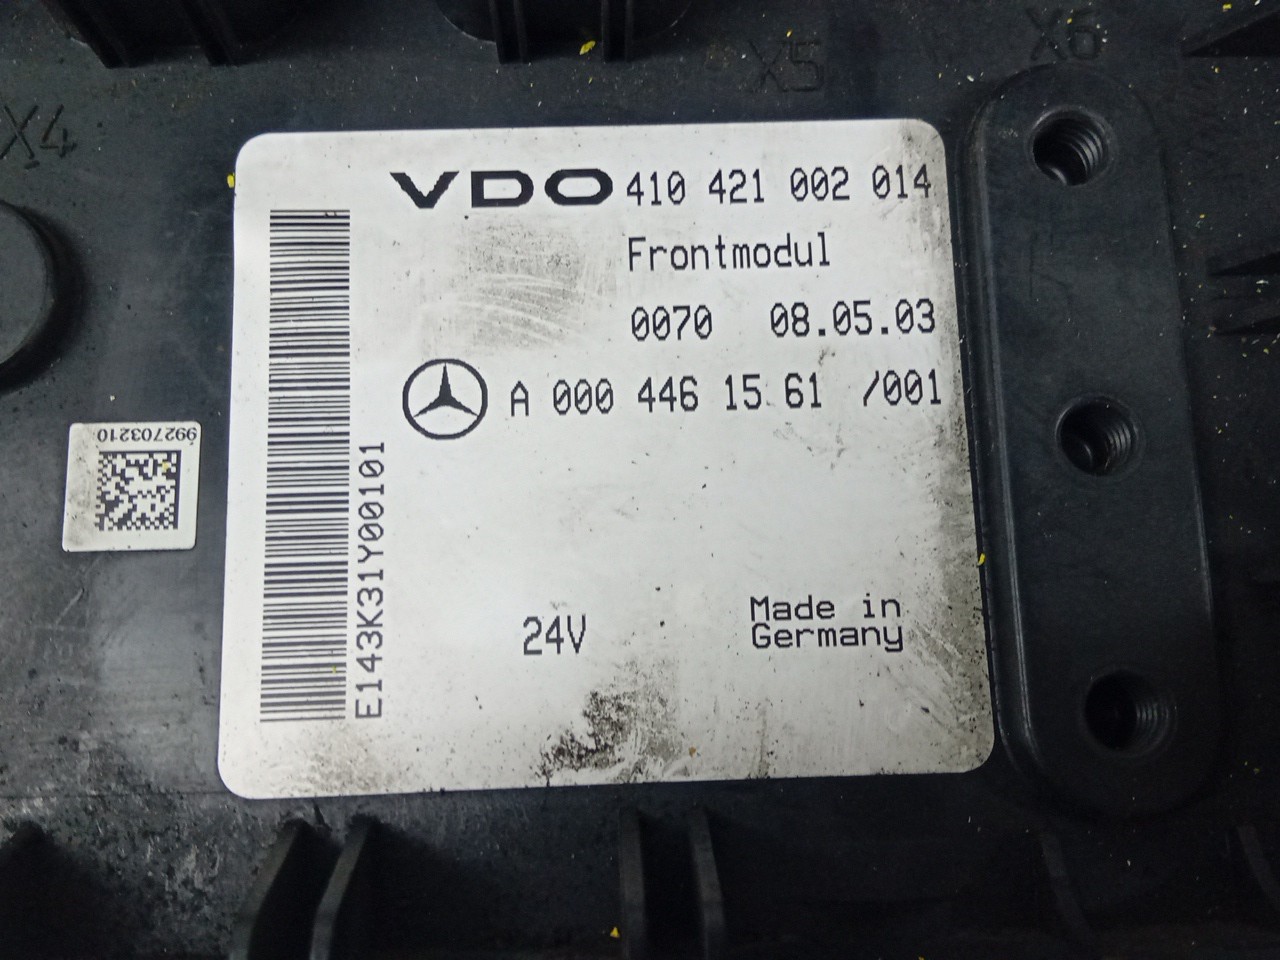 X6
X5
X4
VDO 410 421 002 014
Frontmodul
0070 08.05.03
A 000 446 15 61 /001
992703210
E143K31Y00101
24V
Made in
Germany